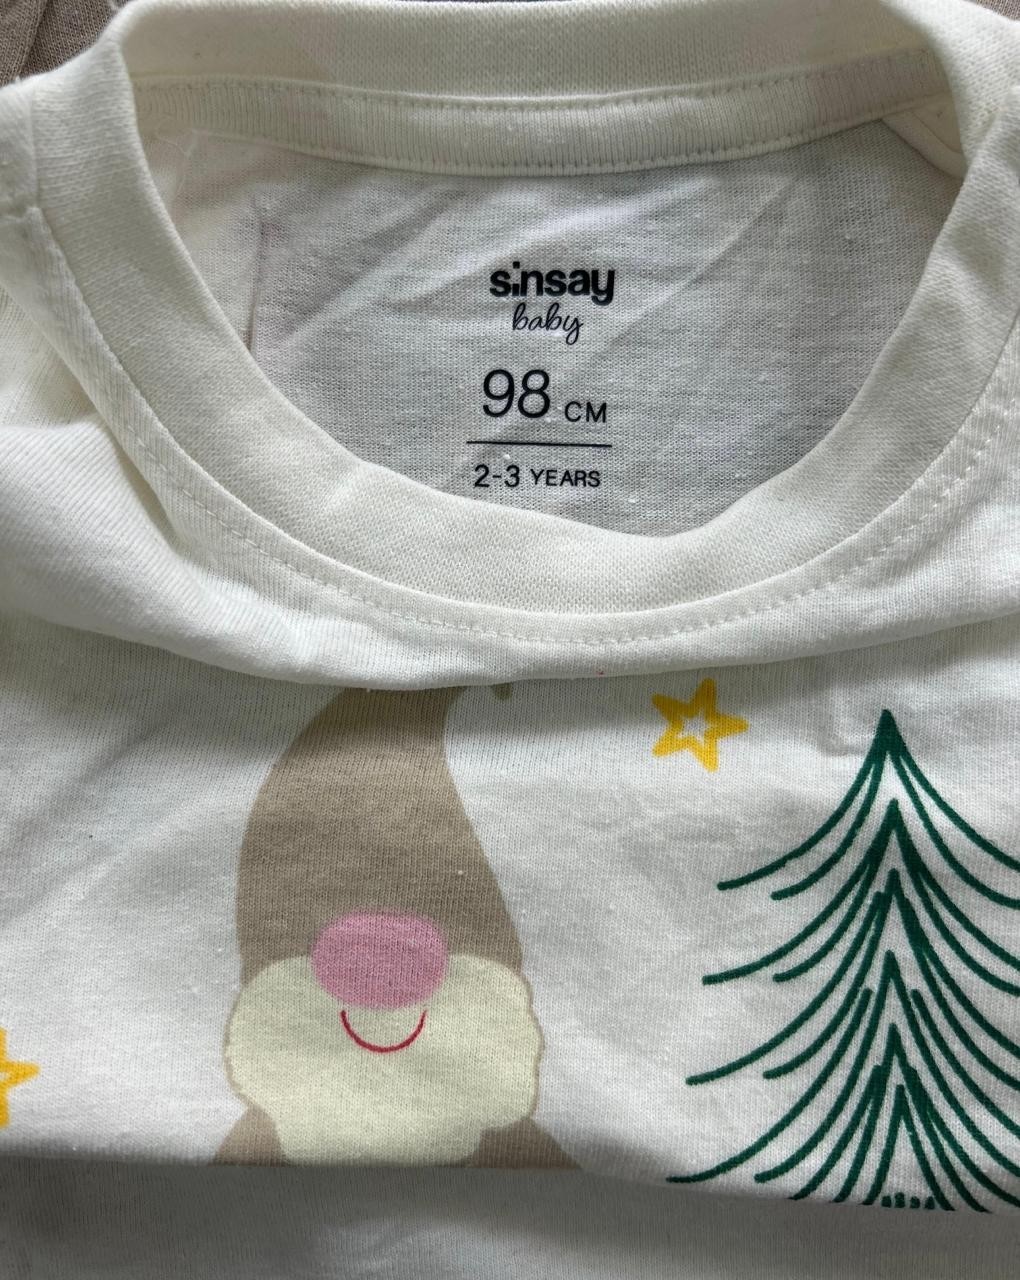 sinsay
baby
98 CM
2-3 YEARS